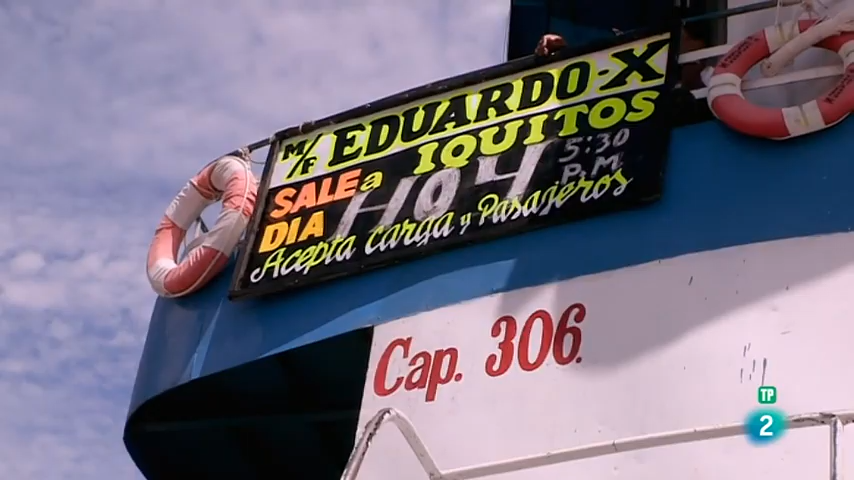 M/F EDUARDO-X
SALE a IQUITOS
DIA HOY 5:30 P.M
Acepta carga y Pasajeros
Cap. 306.
TP
2